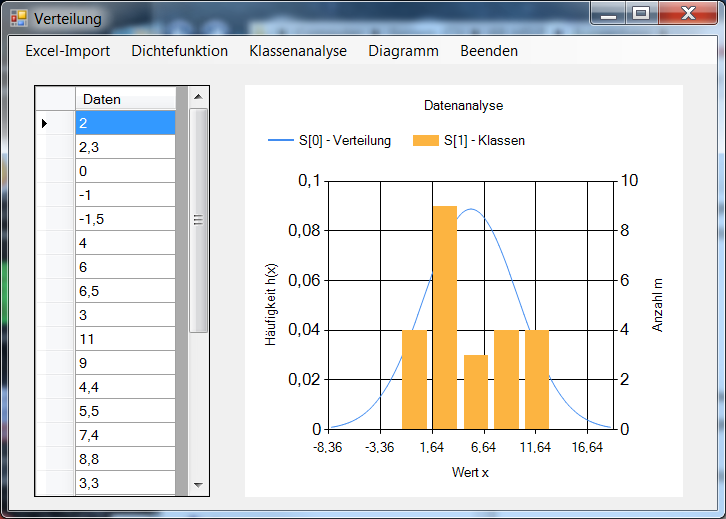 Verteilung
Excel-Import Dichtefunktion Klassenanalyse Diagramm Beenden
Daten
2
2,3
0
-1
-1,5
4
6
6,5
3
11
9
4,4
5,5
7,4
8,8
3,3
Datenanalyse
S[0] - Verteilung S[1] - Klassen
0,1 10
0,08 8
0,06 6
0,04 4
0,02 2
0 0
-8,36 -3,36 1,64 6,64 11,64 16,64
Häufigkeit h(x)
Anzahl m
Wert x